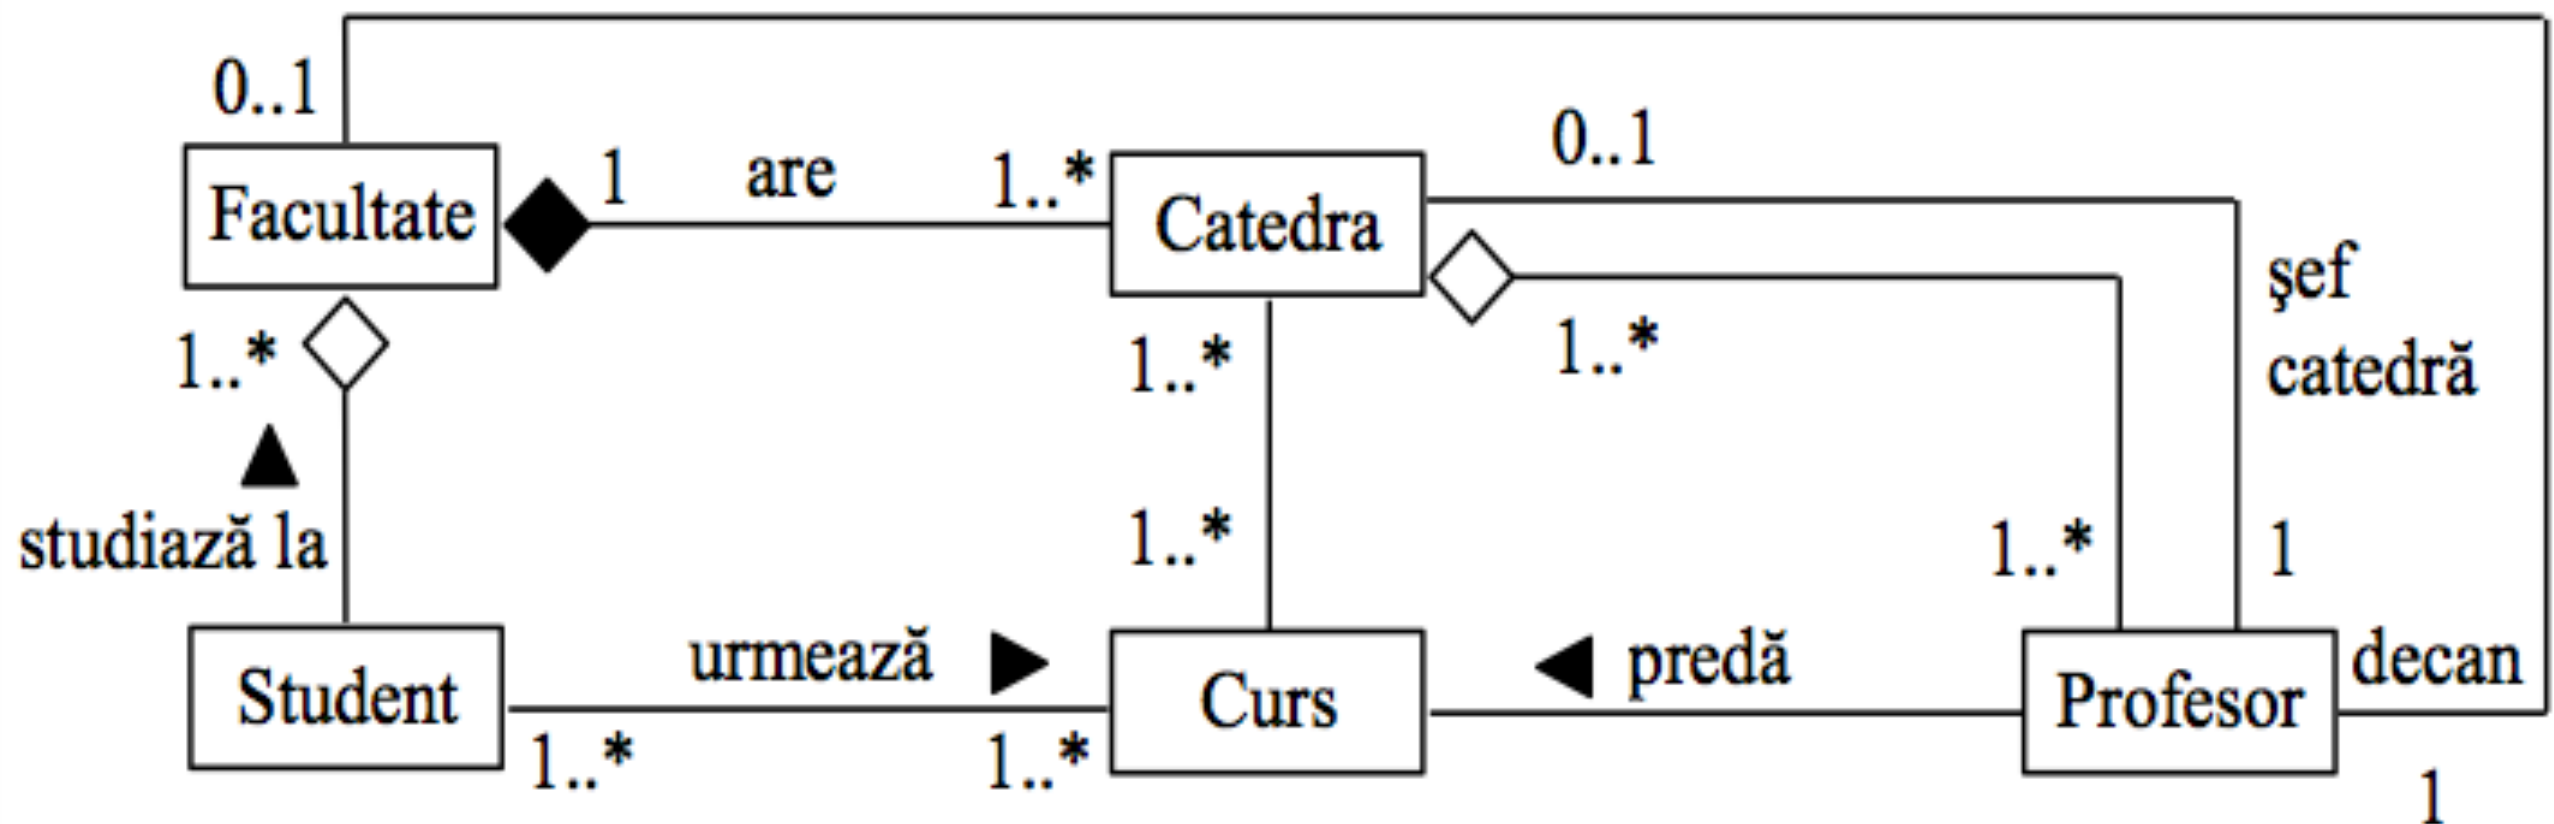 0..1
0..1
1 are 1..*
Facultate
Catedra
şef
catedră
1..*
1..*
1..*
studiază la
1..*
1..*
1
urmează
predă
decan
Student
Curs
Profesor
1..*
1..*
1